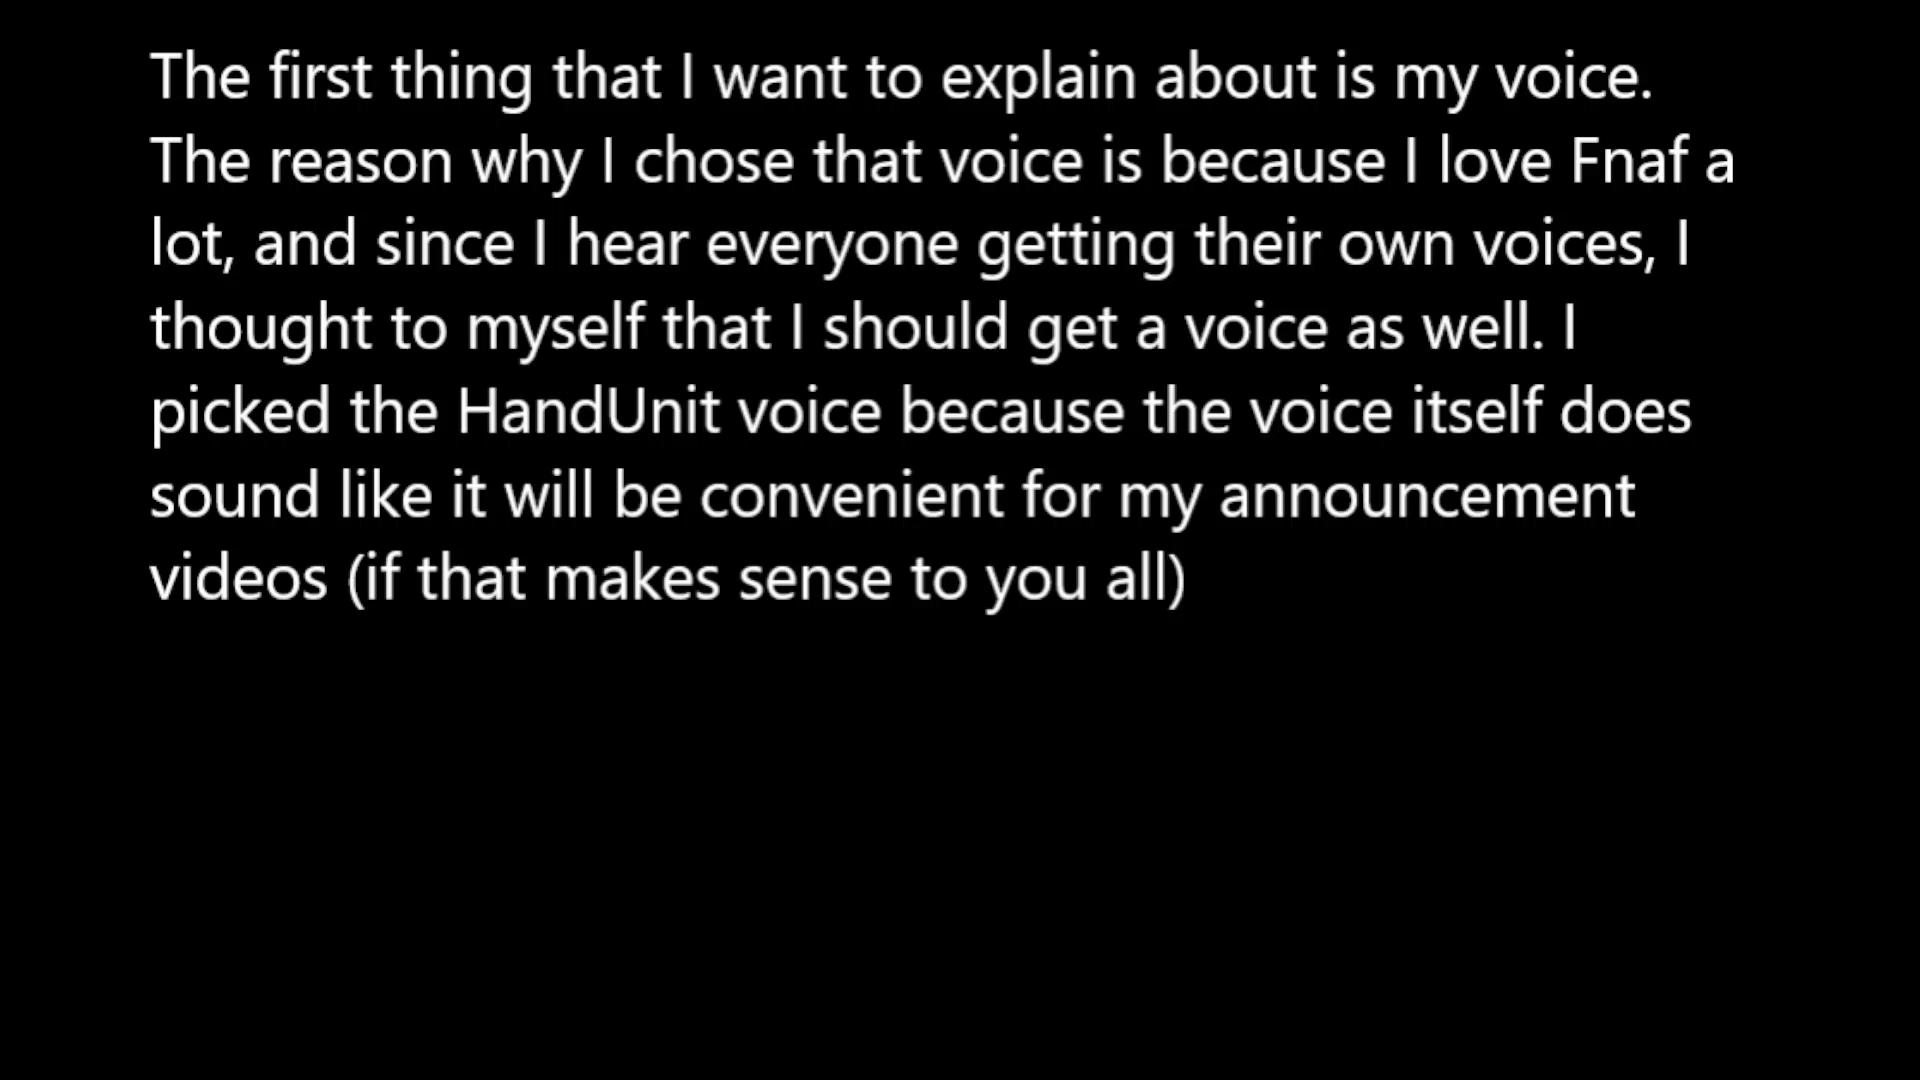 The first thing that I want to explain about is my voice.
The reason why I chose that voice is because I love Fnaf a
lot, and since I hear everyone getting their own voices, I
thought to myself that I should get a voice as well. I
picked the HandUnit voice because the voice itself does
sound like it will be convenient for my announcement
videos (if that makes sense to you all)